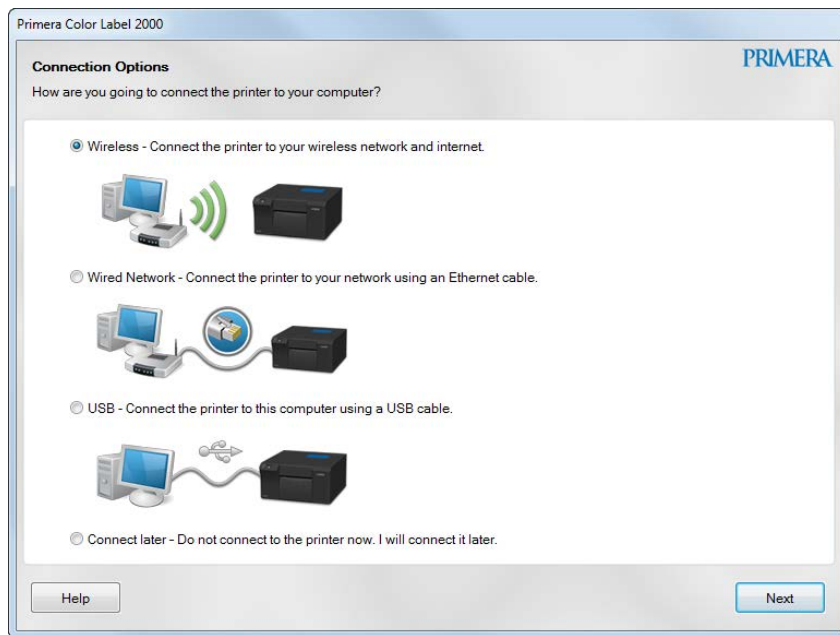 Primera Color Label 2000
PRIMERA
Connection Options
How are you going to connect the printer to your computer?
Wireless - Connect the printer to your wireless network and internet.
Wired Network - Connect the printer to your network using an Ethernet cable.
USB - Connect the printer to this computer using a USB cable.
Connect later - Do not connect to the printer now. I will connect it later.
Help
Next